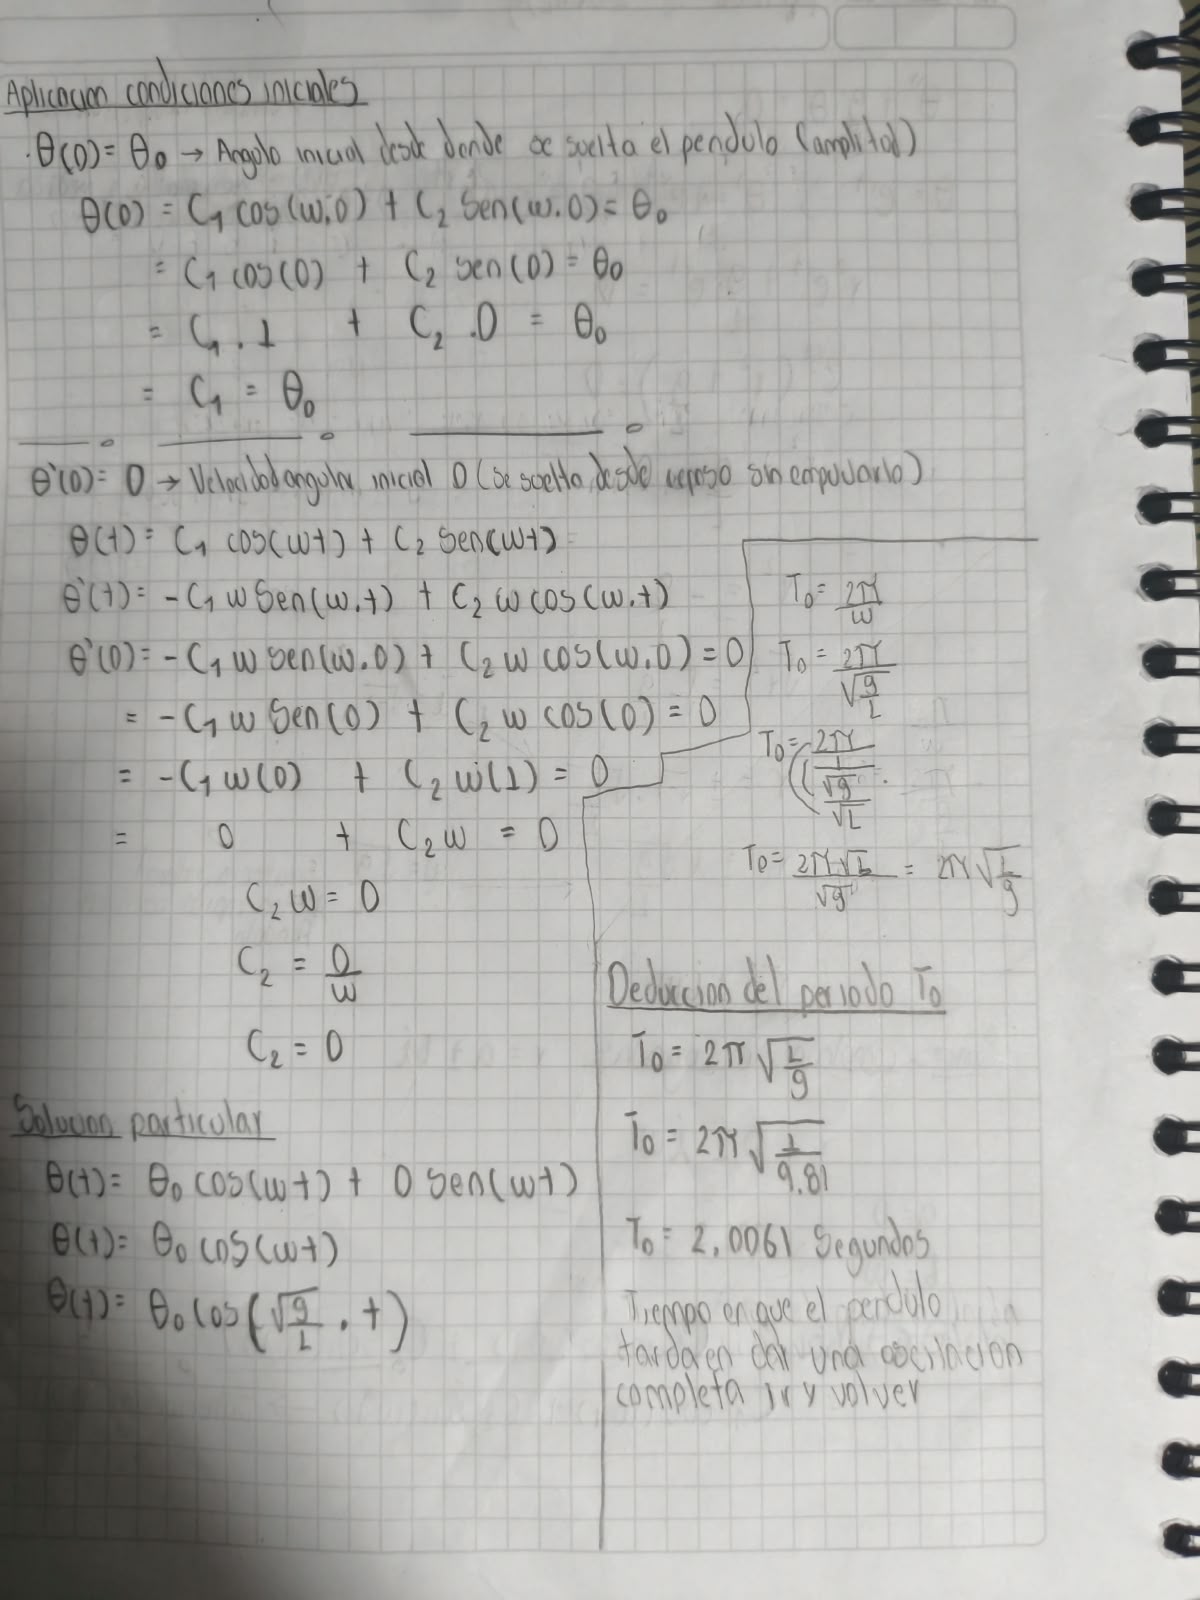 Aplicacion condiciones iniciales
. θ(0) = θ₀ → Angulo inicial desde donde se suelta el pendulo (amplitud)
θ(0) = C₁ cos(w.0) + C₂ Sen(w.0) = θ₀
= C₁ cos(0) + C₂ sen(0) = θ₀
= C₁ . 1 + C₂ . 0 = θ₀
= C₁ = θ₀
θ'(0) = 0 → Velocidad angular inicial 0 (se suelta desde reposo sin empujarlo)
θ(t) = C₁ cos(wt) + C₂ Sen(wt)
θ'(t) = -C₁ w Sen(w.t) + C₂ w cos(w.t)
θ'(0) = -C₁ w sen(w.0) + C₂ w cos(w.0) = 0
= -C₁ w Sen(0) + C₂ w cos(0) = 0
= -C₁ w(0) + C₂ w(1) = 0
= 0 + C₂ w = 0
C₂ w = 0
C₂ = 0/w
C₂ = 0
Solucion particular
θ(t) = θ₀ cos(wt) + 0 Sen(wt)
θ(t) = θ₀ cos(wt)
θ(t) = θ₀ cos(√(g/L) . t)
T₀ = 2π/w
T₀ = 2π/√(g/L)
T₀ = 2π/1/(√g/√L)
T₀ = 2π√L/√g = 2π√(L/g)
Deduccion del periodo T₀
T₀ = 2π√(L/g)
T₀ = 2π√(1/9.81)
T₀ = 2,0061 Segundos
Tiempo en que el pendulo
tarda en dar una oscilacion
completa ir y volver